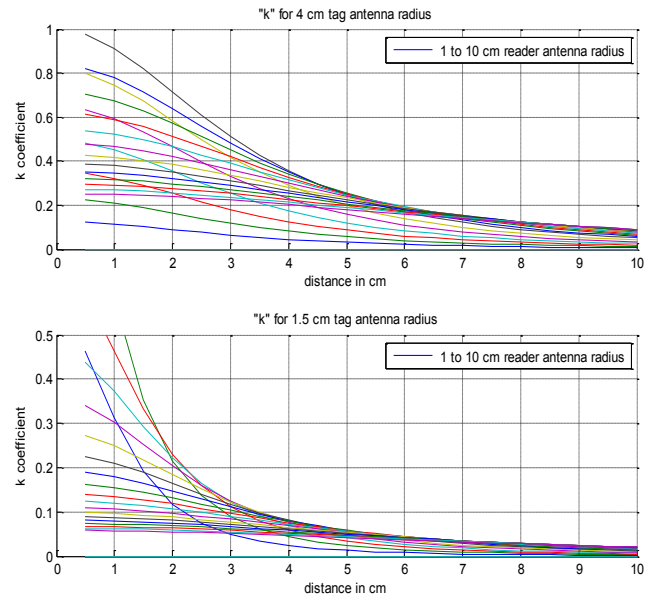 "k" for 4 cm tag antenna radius
1
0.8
0.6
0.4
0.2
0
k coefficient
1 to 10 cm reader antenna radius
0 1 2 3 4 5 6 7 8 9 10
distance in cm
"k" for 1.5 cm tag antenna radius
0.5
0.4
0.3
0.2
0.1
0
k coefficient
1 to 10 cm reader antenna radius
0 1 2 3 4 5 6 7 8 9 10
distance in cm